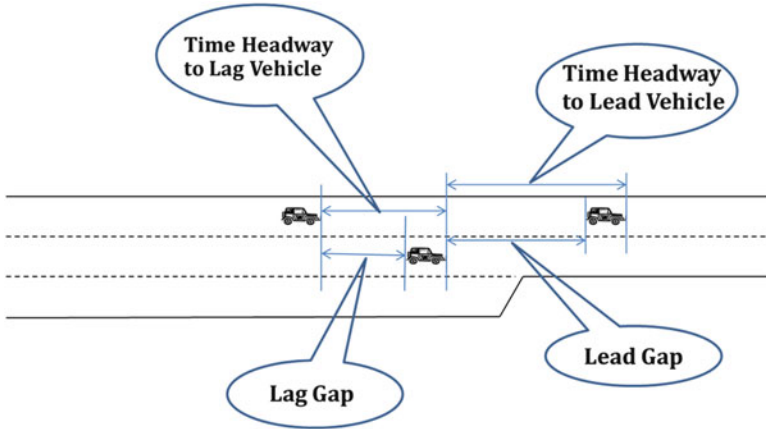 Time Headway
to Lag Vehicle
Time Headway
to Lead Vehicle
Lag Gap
Lead Gap